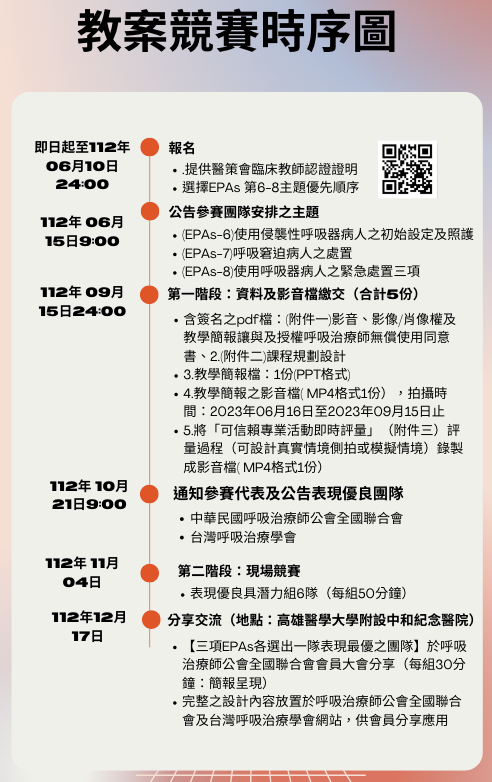 教案競賽時序圖
即日起至112年
06月10日
24:00
報名
• .提供醫策會臨床教師認證證明
• 選擇EPAs 第6-8主題優先順序
112年 06月
15日9:00
公告參賽團隊安排之主題
• (EPAs-6)使用侵襲性呼吸器病人之初始設定及照護
• (EPAs-7)呼吸窘迫病人之處置
• (EPAs-8)使用呼吸器病人之緊急處置三項
112年 09月
15日24:00
第一階段：資料及影音檔繳交（合計5份）
• 含簽名之pdf檔：(附件一)影音、影像/肖像權及
教學簡報讓與及授權呼吸治療師無償使用同意
書、2.(附件二)課程規劃設計
• 3.教學簡報檔：1份(PPT格式)
• 4.教學簡報之影音檔( MP4格式1份），拍攝時
間：2023年06月16日至2023年09月15日止
• 5.將「可信賴專業活動即時評量」（附件三）評
量過程（可設計真實情境側拍或模擬情境）錄製
成影音檔( MP4格式1份）
112年 10月
21日9:00
通知參賽代表及公告表現優良團隊
• 中華民國呼吸治療師公會全國聯合會
• 台灣呼吸治療學會
112年 11月
04日
第二階段：現場競賽
• 表現優良具潛力組6隊（每組50分鐘）
112年12月
17日
分享交流（地點：高雄醫學大學附設中和紀念醫院）
• 【三項EPAs各選出一隊表現最優之團隊】於呼吸
治療師公會全國聯合會會員大會分享（每組30分
鐘：簡報呈現）
• 完整之設計內容放置於呼吸治療師公會全國聯合
會及台灣呼吸治療學會網站，供會員分享應用